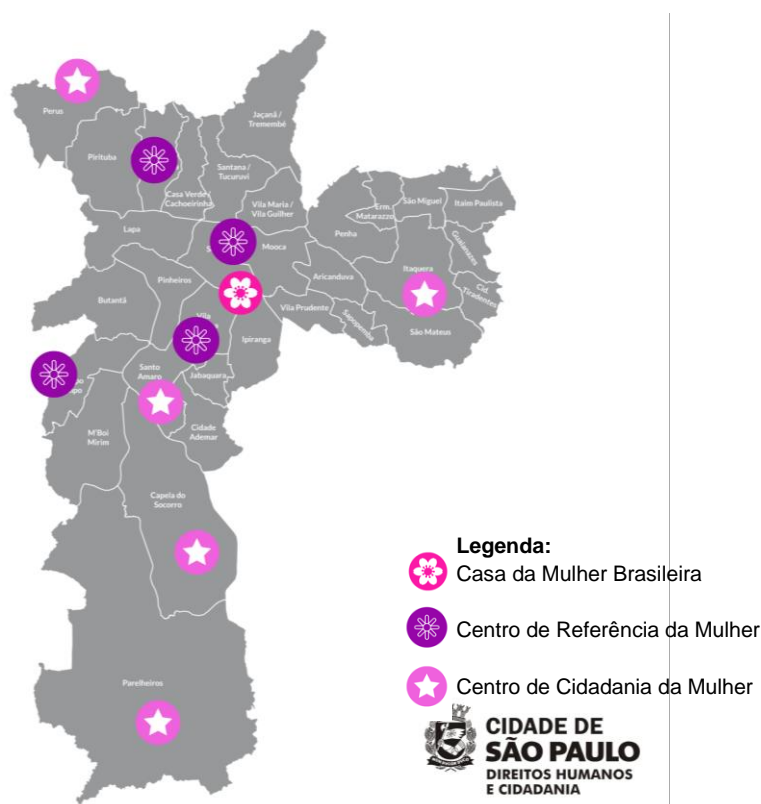 Perus
Jaçanã /
Tremembé
Pirituba
Santana /
Tucuruvi
Casa Verde /
Cachoeirinha
Vila Maria /
Vila Guilher
Erm.
Matarazzo
São Miguel
Itaim Paulista
Lapa
Mooca
Penha
Guaianazes
Itaquera
Aricanduva
Cid.
Tiradentes
Pinheiros
Butantã
Vila
Vila Prudente
Sapopemba
São Mateus
Ipiranga
Santo
Amaro
Jabaquara
M'Boi
Mirim
Cidade
Ademar
Capela do
Socorro
Parelheiros
Legenda:
Casa da Mulher Brasileira
Centro de Referência da Mulher
Centro de Cidadania da Mulher
CIDADE DE
SÃO PAULO
DIREITOS HUMANOS
E CIDADANIA